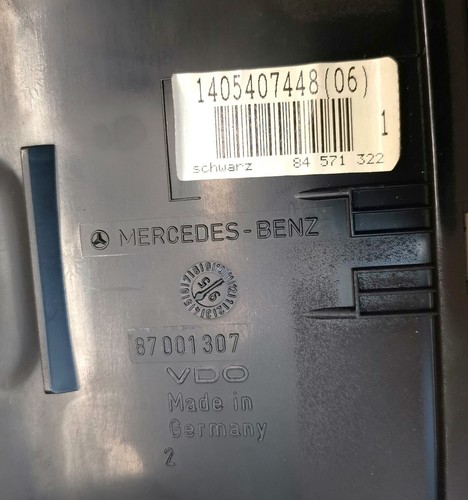 1405407448(06)
1
schwarz 84 571 322
MERCEDES-BENZ
87001307
VDO
Made in
Germany
2